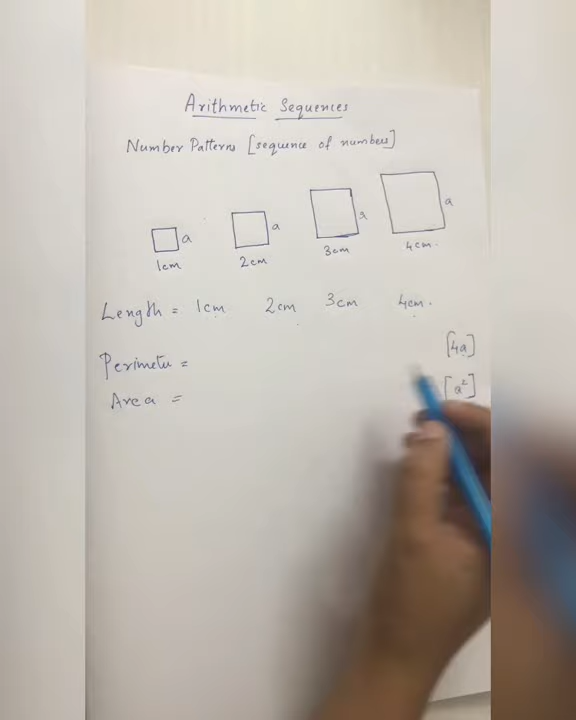 Arithmetic Sequences
Number Patterns [sequence of numbers]
a a a a
1cm 2cm 3cm 4cm.
Length = 1cm 2cm 3cm 4cm.
Perimeter = [4a]
Area = [a²]